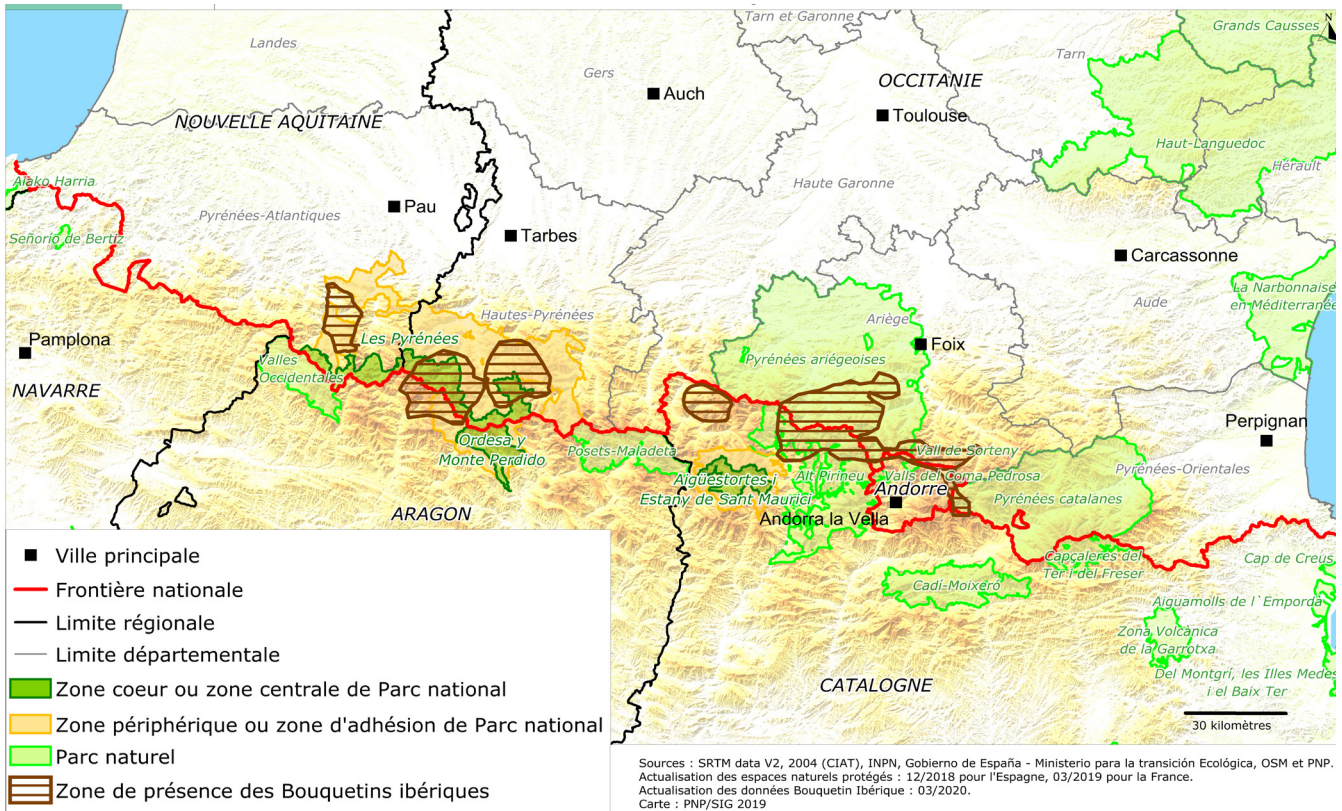 Landes
Tarn et Garonne
Grands Causses
N
Gers
Tarn
OCCITANIE
Auch
Toulouse
NOUVELLE AQUITAINE
Haut-Languedoc
Hérault
Aiako Harria
Haute Garonne
Pyrénées-Atlantiques
Pau
Tarbes
Señorio de Bertiz
Carcassonne
La Narbonnaise
en Méditerranée
Aude
Hautes-Pyrénées
Ariège
Pamplona
Les Pyrénées
Foix
Valles
Occidentales
Pyrénées ariégeoises
NAVARRE
Perpignan
Ordesa y
Monte Perdido
Posets-Maladeta
Vall de Sorteny
Pyrénées-Orientales
Aigüestortes i
Estany de Sant Maurici
Alt Pirineu
Valls del Coma Pedrosa
Andorre
Pyrénées catalanes
ARAGON
Andorra la Vella
Capçaleres del
Ter i del Freser
Cap de Creus
Cadí-Moixeró
Aiguamolls de l`Empordà
Zona Volcànica
de la Garrotxa
Del Montgrí, les Illes Medes
i el Baix Ter
CATALOGNE
30 kilomètres
Ville principale
Frontière nationale
Limite régionale
Limite départementale
Zone coeur ou zone centrale de Parc national
Zone périphérique ou zone d'adhésion de Parc national
Parc naturel
Zone de présence des Bouquetins ibériques
Sources : SRTM data V2, 2004 (CIAT), INPN, Gobierno de España - Ministerio para la transición Ecológica, OSM et PNP.
Actualisation des espaces naturels protégés : 12/2018 pour l'Espagne, 03/2019 pour la France.
Actualisation des données Bouquetin Ibérique : 03/2020.
Carte : PNP/SIG 2019